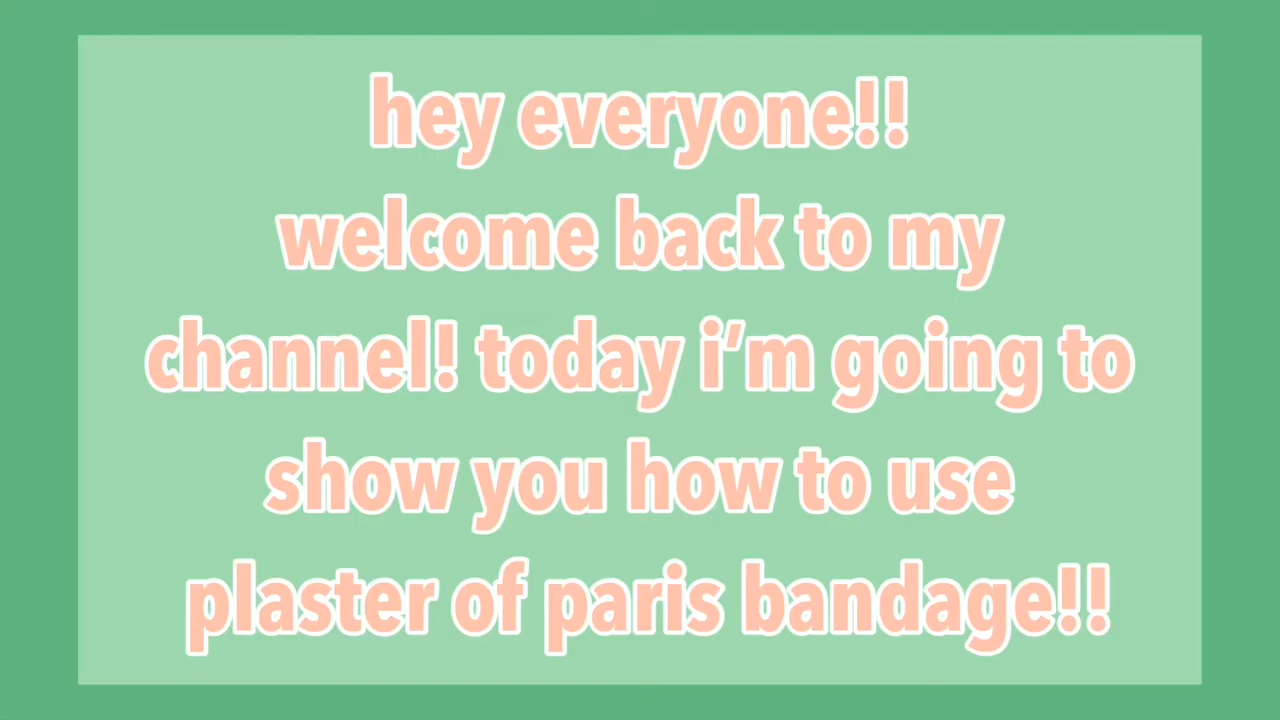 hey everyone!!
welcome back to my
channel! today i’m going to
show you how to use
plaster of paris bandage!!